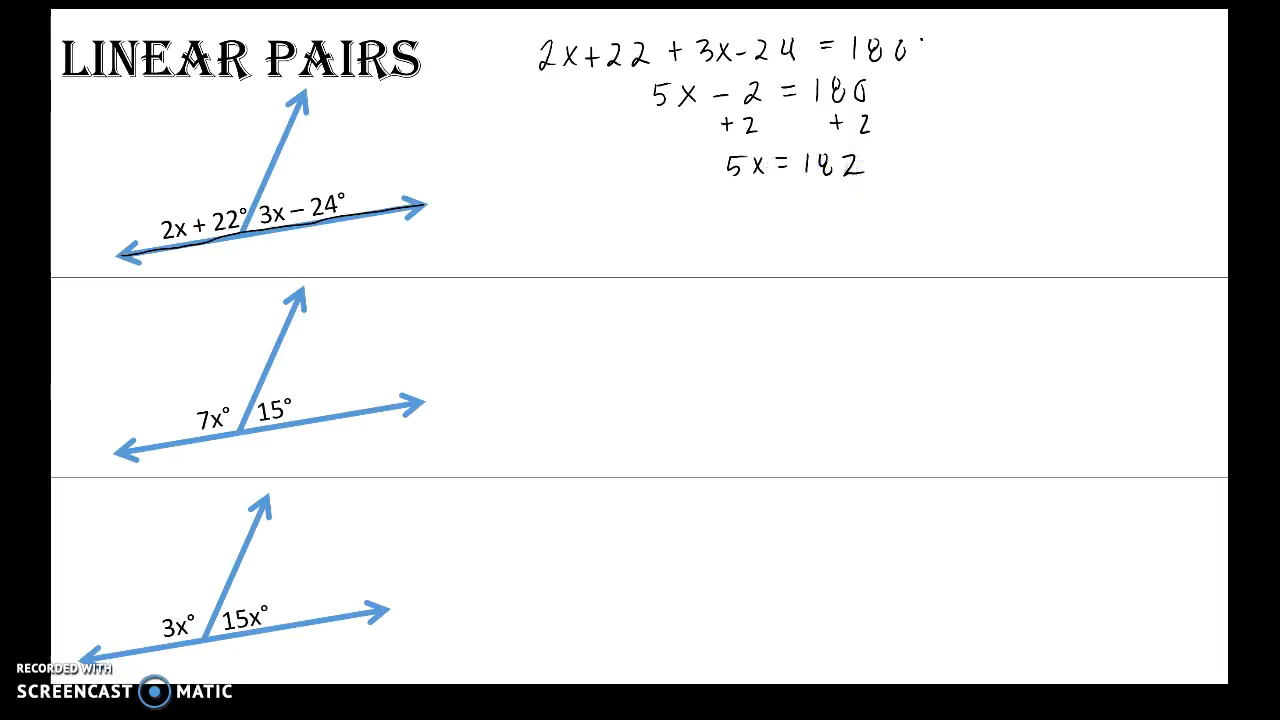 LINEAR PAIRS
2x + 22 + 3x - 24 = 180°
5x - 2 = 180
+2 +2
5x = 182
2x + 22° 3x – 24°
7x° 15°
3x° 15x°
RECORDED WITH
SCREENCAST MATIC